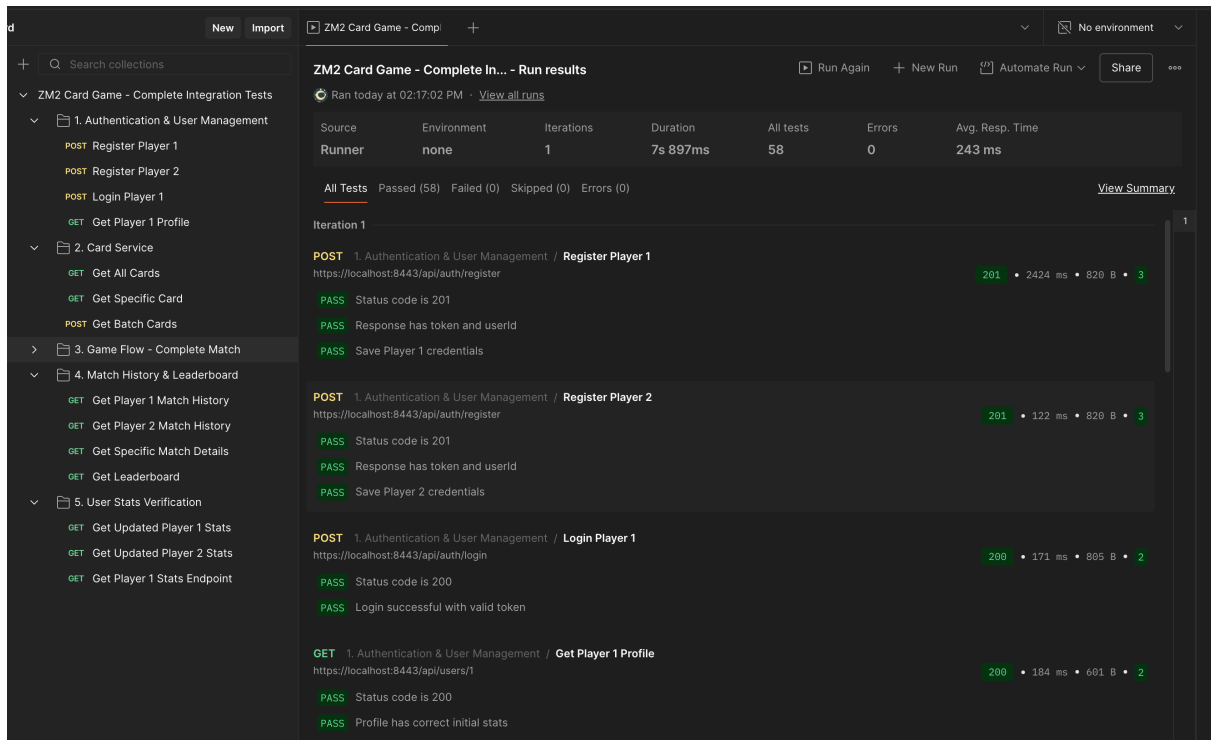 d
New Import
Search collections
ZM2 Card Game - Complete Integration Tests
1. Authentication & User Management
POST Register Player 1
POST Register Player 2
POST Login Player 1
GET Get Player 1 Profile
2. Card Service
GET Get All Cards
GET Get Specific Card
POST Get Batch Cards
3. Game Flow - Complete Match
4. Match History & Leaderboard
GET Get Player 1 Match History
GET Get Player 2 Match History
GET Get Specific Match Details
GET Get Leaderboard
5. User Stats Verification
GET Get Updated Player 1 Stats
GET Get Updated Player 2 Stats
GET Get Player 1 Stats Endpoint
ZM2 Card Game - Compl
No environment
ZM2 Card Game - Complete In... - Run results
Run Again New Run Automate Run Share
Ran today at 02:17:02 PM · View all runs
Source Environment Iterations Duration All tests Errors Avg. Resp. Time
Runner none 1 7s 897ms 58 0 243 ms
All Tests Passed (58) Failed (0) Skipped (0) Errors (0) View Summary
Iteration 1
1
POST 1. Authentication & User Management / Register Player 1
https://localhost:8443/api/auth/register
201 • 2424 ms • 820 B • 3
PASS Status code is 201
PASS Response has token and userId
PASS Save Player 1 credentials
POST 1. Authentication & User Management / Register Player 2
https://localhost:8443/api/auth/register
201 • 122 ms • 820 B • 3
PASS Status code is 201
PASS Response has token and userId
PASS Save Player 2 credentials
POST 1. Authentication & User Management / Login Player 1
https://localhost:8443/api/auth/login
200 • 171 ms • 805 B • 2
PASS Status code is 200
PASS Login successful with valid token
GET 1. Authentication & User Management / Get Player 1 Profile
https://localhost:8443/api/users/1
200 • 184 ms • 601 B • 2
PASS Status code is 200
PASS Profile has correct initial stats